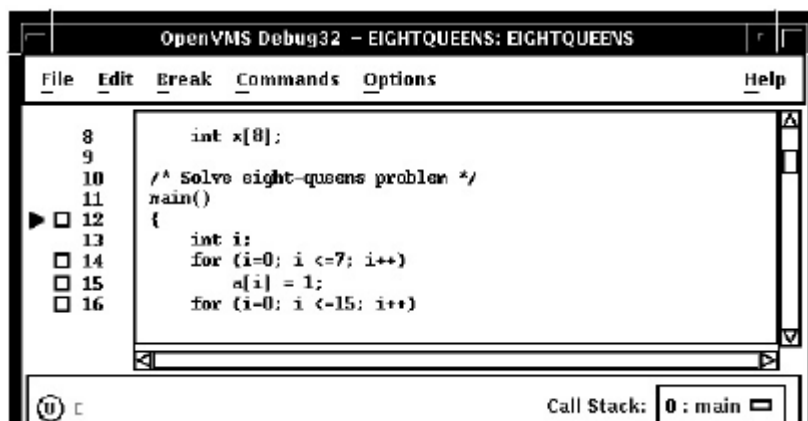 OpenVMS Debug32 – EIGHTQUEENS: EIGHTQUEENS
File Edit Break Commands Options Help
8 int x[8];
9
10 /* Solve eight-queens problem */
11 main()
12 {
13 int i;
14 for (i=0; i <=7; i++)
15 a[i] = 1;
16 for (i=0; i <=15; i++)
U Call Stack: 0 : main